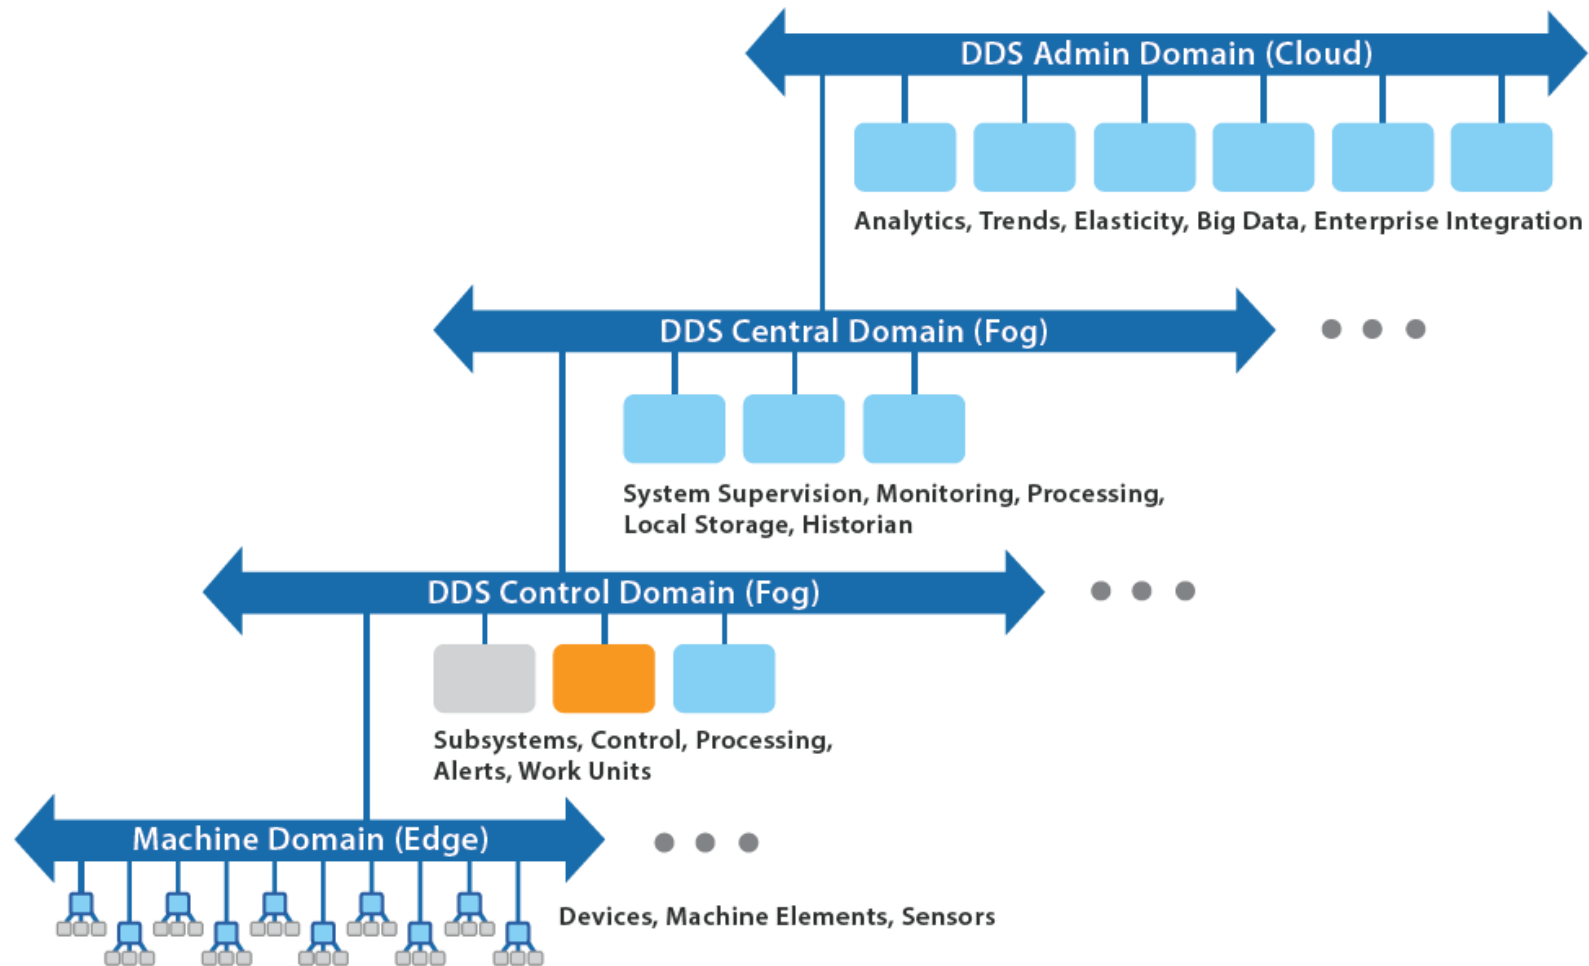 DDS Admin Domain (Cloud)
Analytics, Trends, Elasticity, Big Data, Enterprise Integration
DDS Central Domain (Fog)
System Supervision, Monitoring, Processing,
Local Storage, Historian
DDS Control Domain (Fog)
Subsystems, Control, Processing,
Alerts, Work Units
Machine Domain (Edge)
Devices, Machine Elements, Sensors